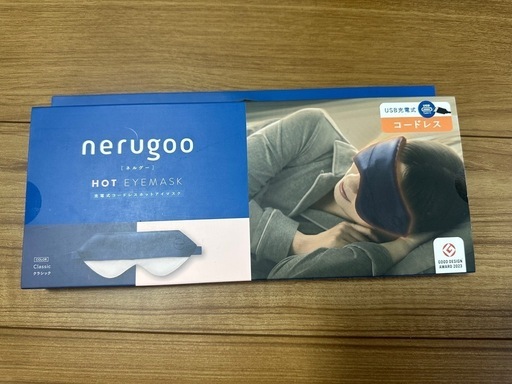 nerugoo
[ネルグー]
HOT EYEMASK
充電式コードレスホットアイマスク
COLOR
Classic
クラシック
USB充電式
コードレス
GOOD DESIGN
AWARD 2023